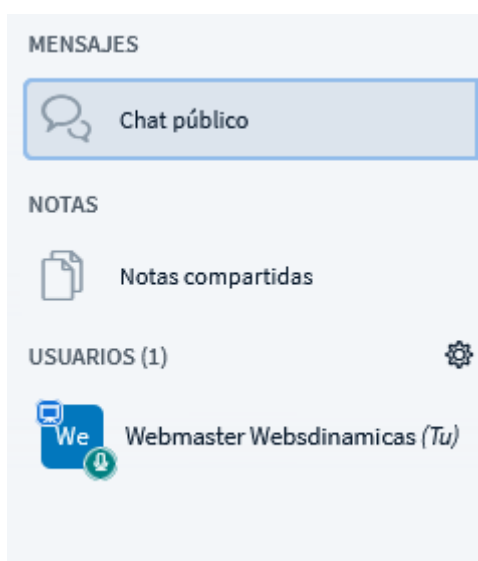 MENSAJES
Chat público
NOTAS
Notas compartidas
USUARIOS (1)
We
Webmaster Websdinamicas (Tu)